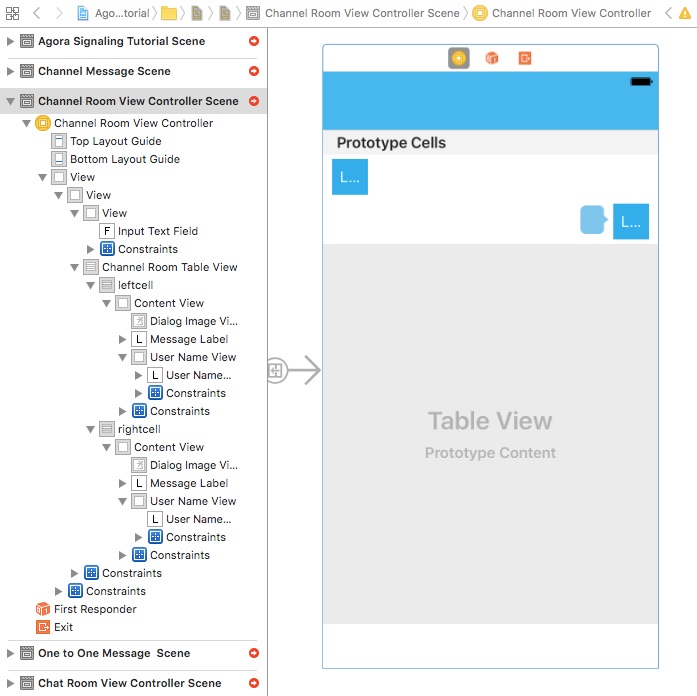 Ago...torial Channel Room View Controller Scene Channel Room View Controller
Agora Signaling Tutorial Scene
Channel Message Scene
Channel Room View Controller Scene
Channel Room View Controller
Top Layout Guide
Bottom Layout Guide
View
View
View
F Input Text Field
Constraints
Channel Room Table View
leftcell
Content View
Dialog Image Vi...
L Message Label
User Name View
L User Name...
Constraints
Constraints
rightcell
Content View
Dialog Image Vi...
L Message Label
User Name View
L User Name...
Constraints
Constraints
Constraints
Constraints
First Responder
Exit
One to One Message Scene
Chat Room View Controller Scene
Prototype Cells
L...
L...
Table View
Prototype Content